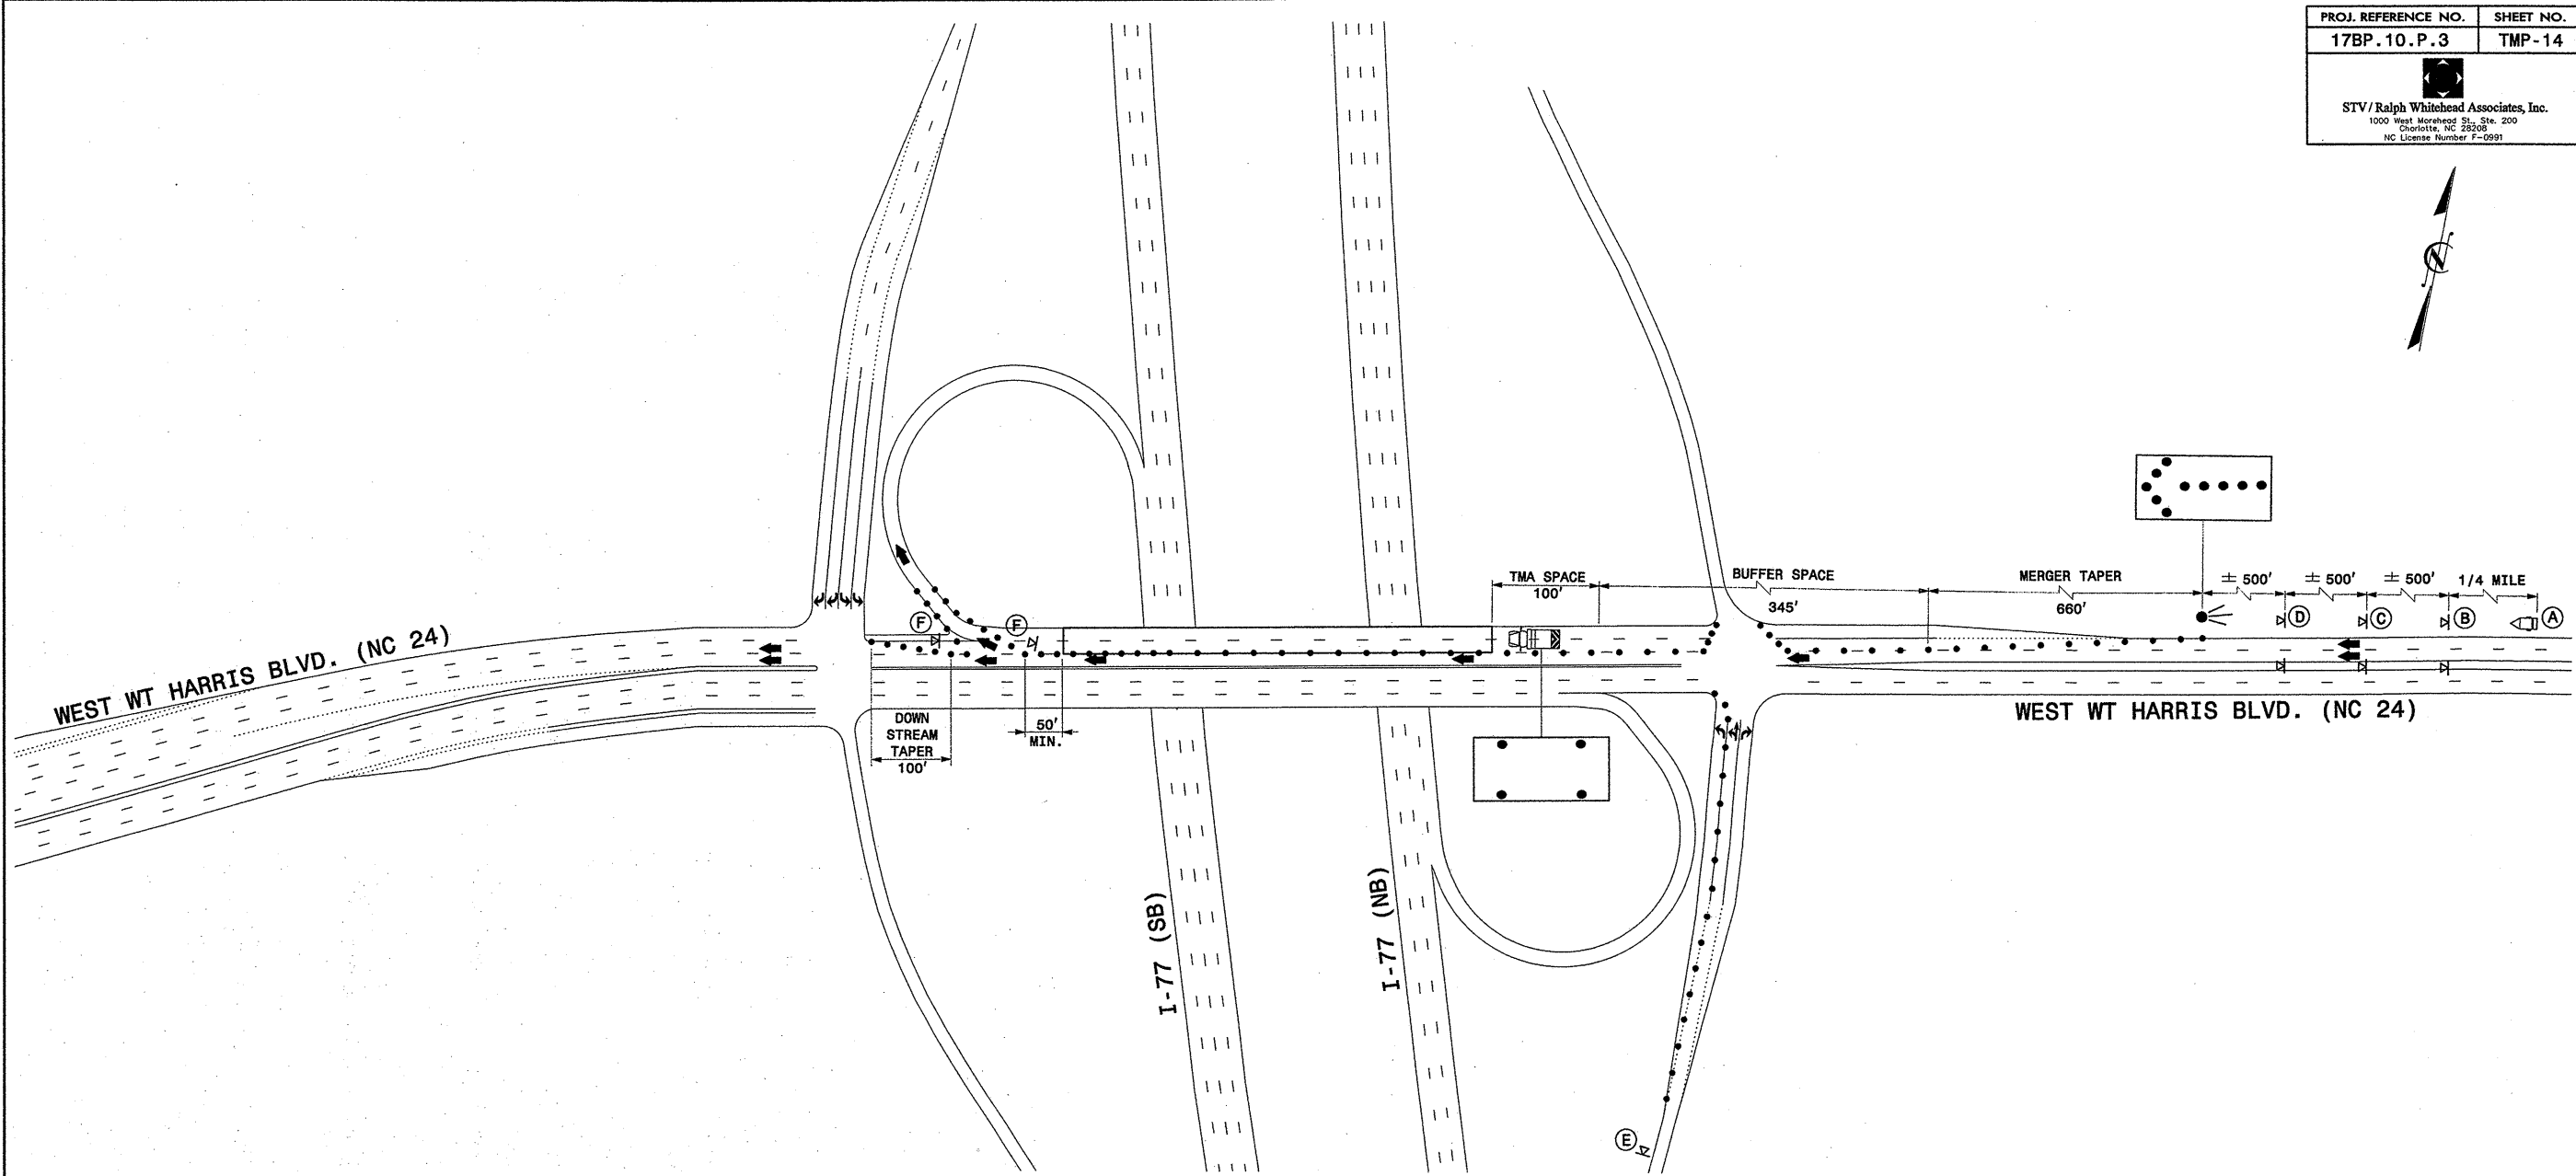 PROJ. REFERENCE NO. SHEET NO.
17BP.10.P.3 TMP-14
STV/Ralph Whitehead Associates, Inc.
1000 West Morehead St., Ste. 200
Charlotte, NC 28208
NC License Number F-0991
N
TMA SPACE
100'
BUFFER SPACE
345'
MERGER TAPER
660'
± 500' ± 500' ± 500' 1/4 MILE
D C B A
F F
WEST WT HARRIS BLVD. (NC 24)
WEST WT HARRIS BLVD. (NC 24)
DOWN
STREAM
TAPER
100'
50'
MIN.
I-77 (SB)
I-77 (NB)
E